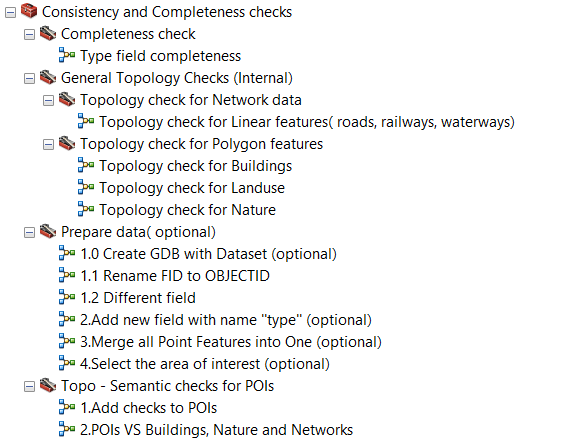 Consistency and Completeness checks
Completeness check
Type field completeness
General Topology Checks (Internal)
Topology check for Network data
Topology check for Linear features( roads, railways, waterways)
Topology check for Polygon features
Topology check for Buildings
Topology check for Landuse
Topology check for Nature
Prepare data( optional)
1.0 Create GDB with Dataset (optional)
1.1 Rename FID to OBJECTID
1.2 Different field
2.Add new field with name "type" (optional)
3.Merge all Point Features into One (optional)
4.Select the area of interest (optional)
Topo - Semantic checks for POIs
1.Add checks to POIs
2.POIs VS Buildings, Nature and Networks